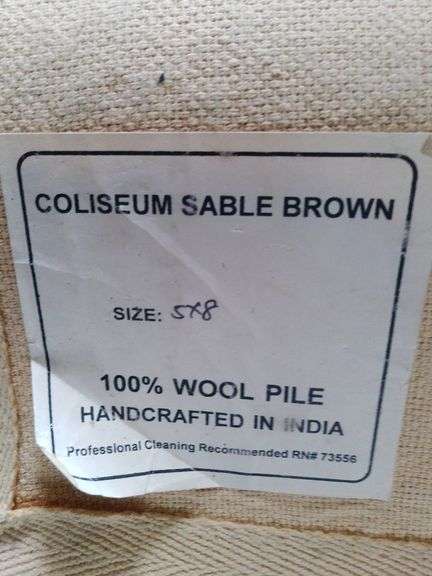 COLISEUM SABLE BROWN
SIZE: 5x8
100% WOOL PILE
HANDCRAFTED IN INDIA
Professional Cleaning Recommended RN# 73556